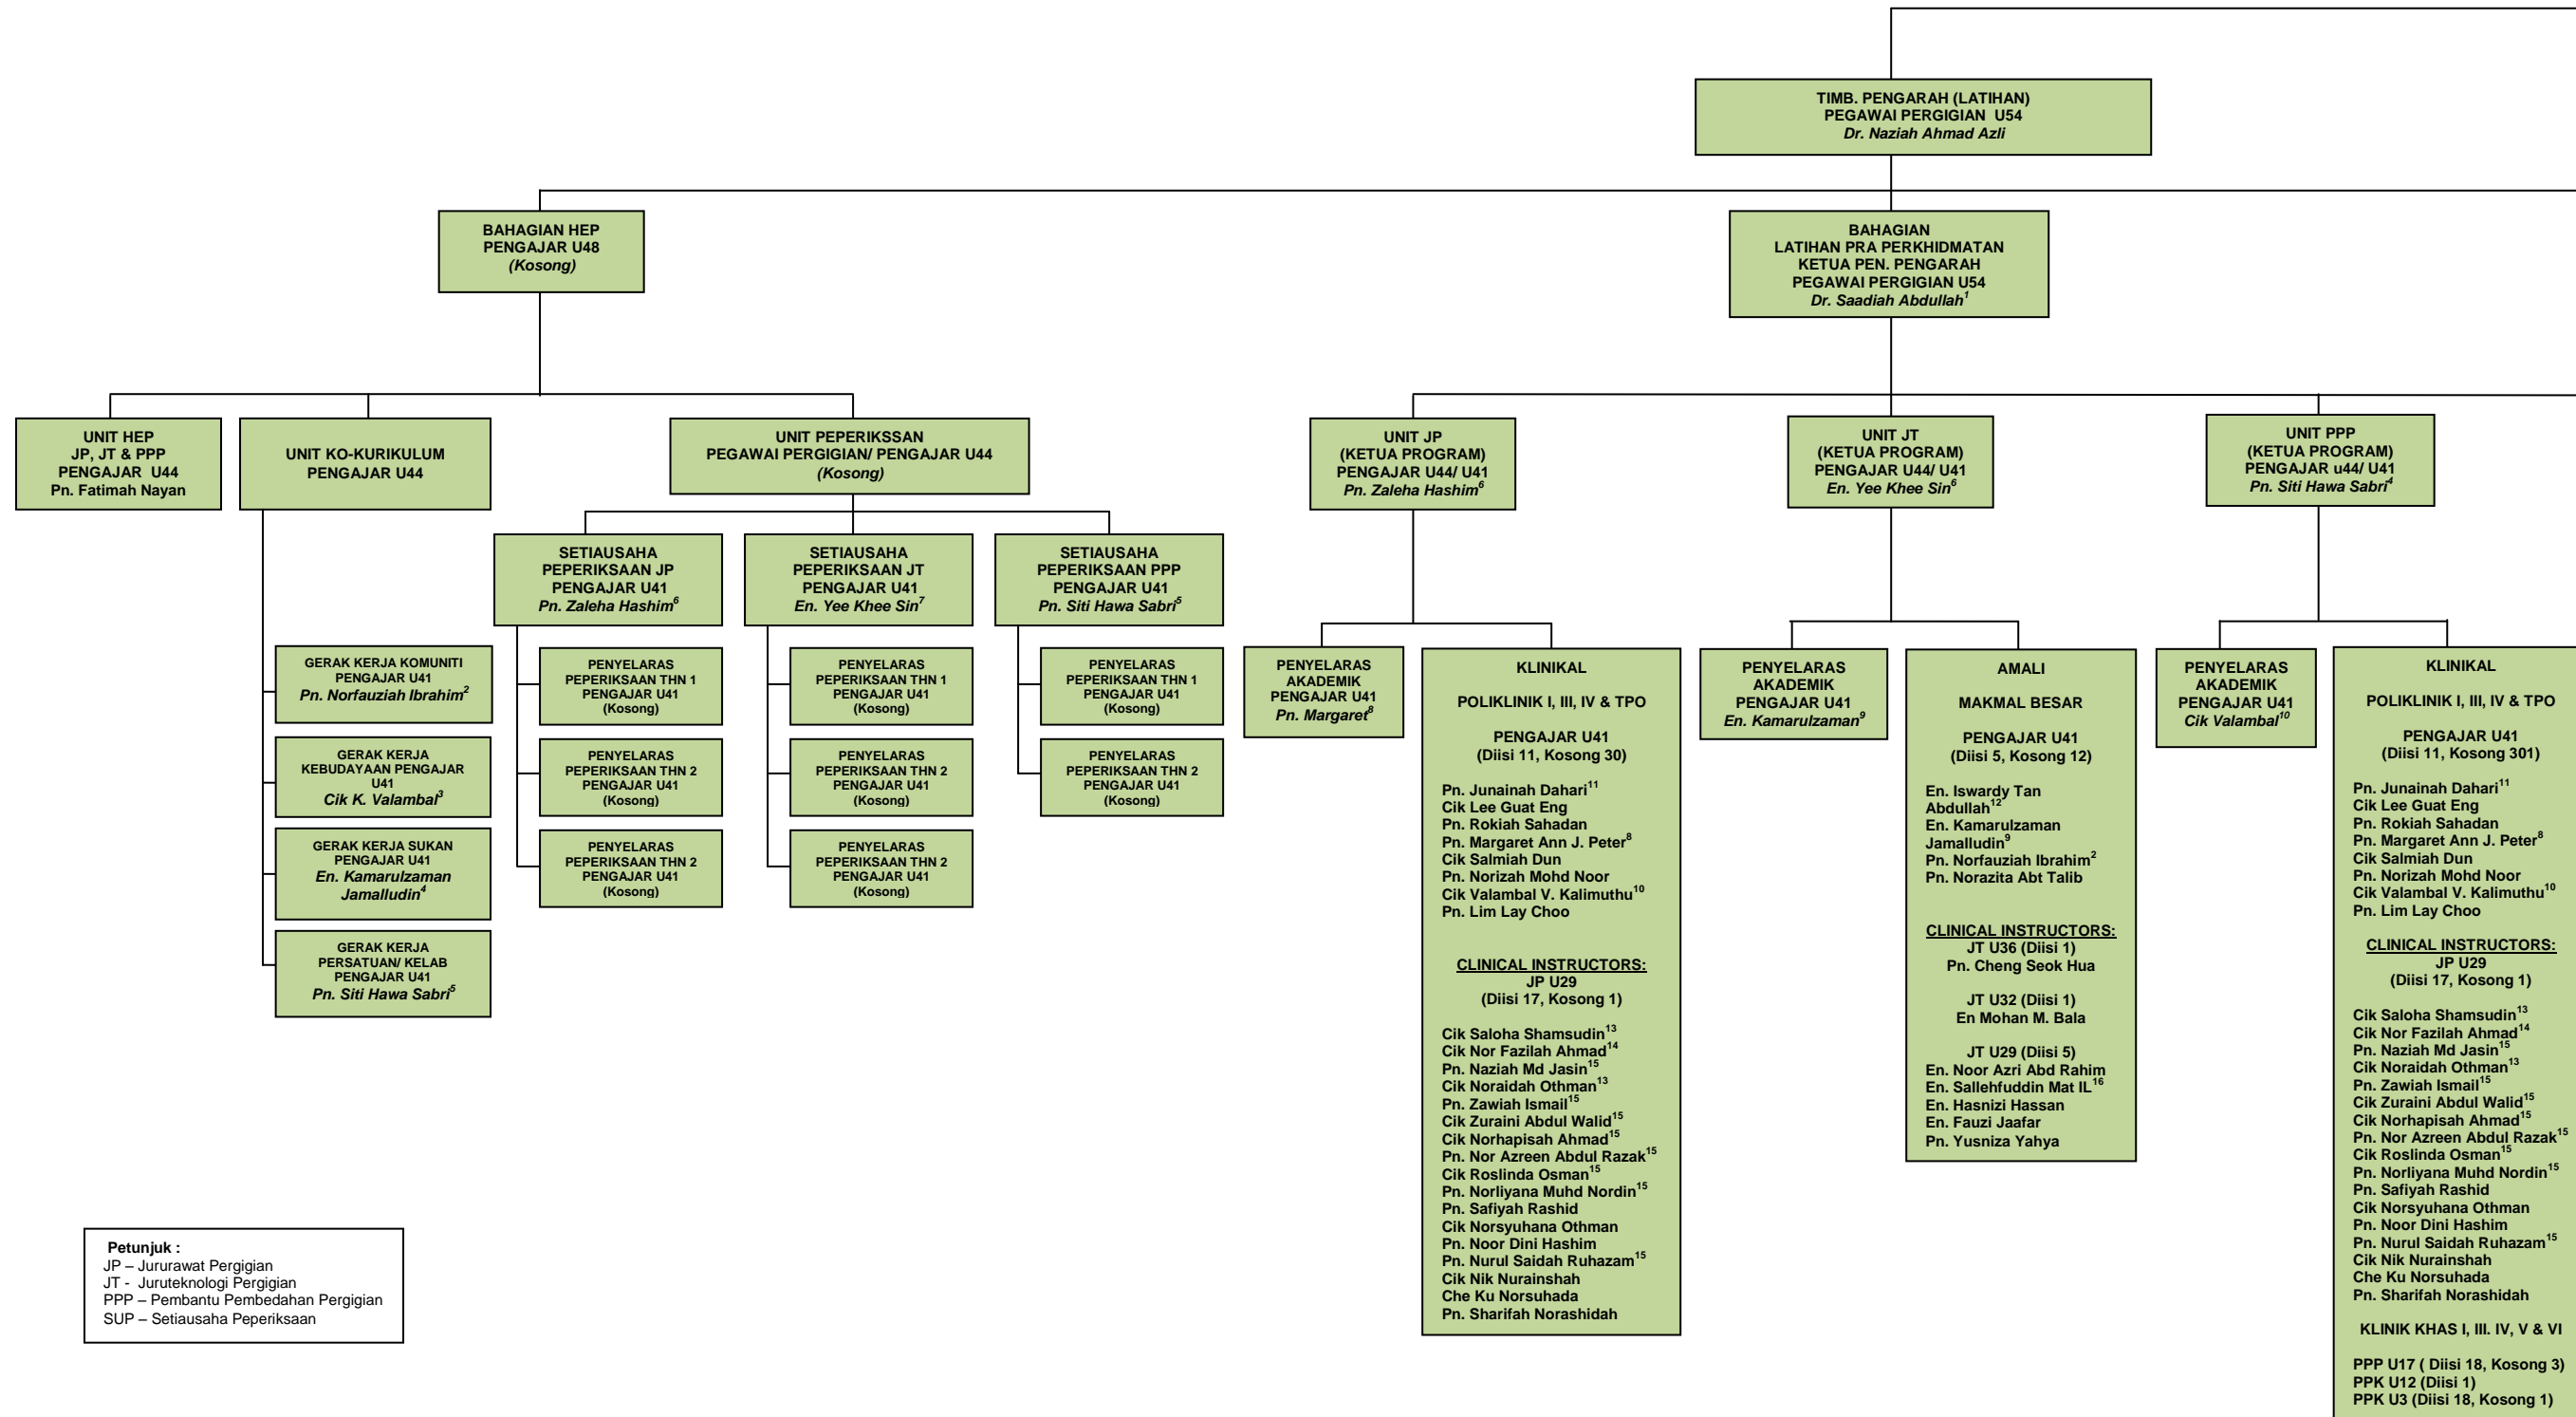 TIMB. PENGARAH (LATIHAN)
PEGAWAI PERGIGIAN U54
Dr. Naziah Ahmad Azli
BAHAGIAN HEP
PENGAJAR U48
(Kosong)
BAHAGIAN
LATIHAN PRA PERKHIDMATAN
KETUA PEN. PENGARAH
PEGAWAI PERGIGIAN U54
Dr. Saadiah Abdullah¹
UNIT HEP
JP, JT & PPP
PENGAJAR U44
Pn. Fatimah Nayan
UNIT KO-KURIKULUM
PENGAJAR U44
UNIT PEPERIKSSAN
PEGAWAI PERGIGIAN/ PENGAJAR U44
(Kosong)
UNIT JP
(KETUA PROGRAM)
PENGAJAR U44/ U41
Pn. Zaleha Hashim⁶
UNIT JT
(KETUA PROGRAM)
PENGAJAR U44/ U41
En. Yee Khee Sin⁶
UNIT PPP
(KETUA PROGRAM)
PENGAJAR u44/ U41
Pn. Siti Hawa Sabri⁴
SETIAUSAHA
PEPERIKSAAN JP
PENGAJAR U41
Pn. Zaleha Hashim⁶
SETIAUSAHA
PEPERIKSAAN JT
PENGAJAR U41
En. Yee Khee Sin⁷
SETIAUSAHA
PEPERIKSAAN PPP
PENGAJAR U41
Pn. Siti Hawa Sabri⁵
GERAK KERJA KOMUNITI
PENGAJAR U41
Pn. Norfauziah Ibrahim²
GERAK KERJA
KEBUDAYAAN PENGAJAR
U41
Cik K. Valambal³
GERAK KERJA SUKAN
PENGAJAR U41
En. Kamarulzaman
Jamalludin⁴
GERAK KERJA
PERSATUAN/ KELAB
PENGAJAR U41
Pn. Siti Hawa Sabri⁵
PENYELARAS
PEPERIKSAAN THN 1
PENGAJAR U41
(Kosong)
PENYELARAS
PEPERIKSAAN THN 2
PENGAJAR U41
(Kosong)
PENYELARAS
PEPERIKSAAN THN 2
PENGAJAR U41
(Kosong)
PENYELARAS
PEPERIKSAAN THN 1
PENGAJAR U41
(Kosong)
PENYELARAS
PEPERIKSAAN THN 2
PENGAJAR U41
(Kosong)
PENYELARAS
PEPERIKSAAN THN 2
PENGAJAR U41
(Kosong)
PENYELARAS
PEPERIKSAAN THN 1
PENGAJAR U41
(Kosong)
PENYELARAS
PEPERIKSAAN THN 2
PENGAJAR U41
(Kosong)
PENYELARAS
AKADEMIK
PENGAJAR U41
Pn. Margaret⁸
KLINIKAL
POLIKLINIK I, III, IV & TPO
PENGAJAR U41
(Diisi 11, Kosong 30)
Pn. Junainah Dahari¹¹
Cik Lee Guat Eng
Pn. Rokiah Sahadan
Pn. Margaret Ann J. Peter⁸
Cik Salmiah Dun
Pn. Norizah Mohd Noor
Cik Valambal V. Kalimuthu¹⁰
Pn. Lim Lay Choo
CLINICAL INSTRUCTORS:
JP U29
(Diisi 17, Kosong 1)
Cik Saloha Shamsudin¹³
Cik Nor Fazilah Ahmad¹⁴
Pn. Naziah Md Jasin¹⁵
Cik Noraidah Othman¹³
Pn. Zawiah Ismail¹⁵
Cik Zuraini Abdul Walid¹⁵
Cik Norhapisah Ahmad¹⁵
Pn. Nor Azreen Abdul Razak¹⁵
Cik Roslinda Osman¹⁵
Pn. Norliyana Muhd Nordin¹⁵
Pn. Safiyah Rashid
Cik Norsyuhana Othman
Pn. Noor Dini Hashim
Pn. Nurul Saidah Ruhazam¹⁵
Cik Nik Nurainshah
Che Ku Norsuhada
Pn. Sharifah Norashidah
PENYELARAS
AKADEMIK
PENGAJAR U41
En. Kamarulzaman⁹
AMALI
MAKMAL BESAR
PENGAJAR U41
(Diisi 5, Kosong 12)
En. Iswardy Tan
Abdullah¹²
En. Kamarulzaman
Jamalludin⁹
Pn. Norfauziah Ibrahim²
Pn. Norazita Abt Talib
CLINICAL INSTRUCTORS:
JT U36 (Diisi 1)
Pn. Cheng Seok Hua
JT U32 (Diisi 1)
En Mohan M. Bala
JT U29 (Diisi 5)
En. Noor Azri Abd Rahim
En. Sallehfuddin Mat IL¹⁶
En. Hasnizi Hassan
En. Fauzi Jaafar
Pn. Yusniza Yahya
PENYELARAS
AKADEMIK
PENGAJAR U41
Cik Valambal¹⁰
KLINIKAL
POLIKLINIK I, III, IV & TPO
PENGAJAR U41
(Diisi 11, Kosong 301)
Pn. Junainah Dahari¹¹
Cik Lee Guat Eng
Pn. Rokiah Sahadan
Pn. Margaret Ann J. Peter⁸
Cik Salmiah Dun
Pn. Norizah Mohd Noor
Cik Valambal V. Kalimuthu¹⁰
Pn. Lim Lay Choo
CLINICAL INSTRUCTORS:
JP U29
(Diisi 17, Kosong 1)
Cik Saloha Shamsudin¹³
Cik Nor Fazilah Ahmad¹⁴
Pn. Naziah Md Jasin¹⁵
Cik Noraidah Othman¹³
Pn. Zawiah Ismail¹⁵
Cik Zuraini Abdul Walid¹⁵
Cik Norhapisah Ahmad¹⁵
Pn. Nor Azreen Abdul Razak¹⁵
Cik Roslinda Osman¹⁵
Pn. Norliyana Muhd Nordin¹⁵
Pn. Safiyah Rashid
Cik Norsyuhana Othman
Pn. Noor Dini Hashim
Pn. Nurul Saidah Ruhazam¹⁵
Cik Nik Nurainshah
Che Ku Norsuhada
Pn. Sharifah Norashidah
KLINIK KHAS I, III. IV, V & VI
PPP U17 ( Diisi 18, Kosong 3)
PPK U12 (Diisi 1)
PPK U3 (Diisi 18, Kosong 1)
Petunjuk :
JP – Jururawat Pergigian
JT - Juruteknologi Pergigian
PPP – Pembantu Pembedahan Pergigian
SUP – Setiausaha Peperiksaan